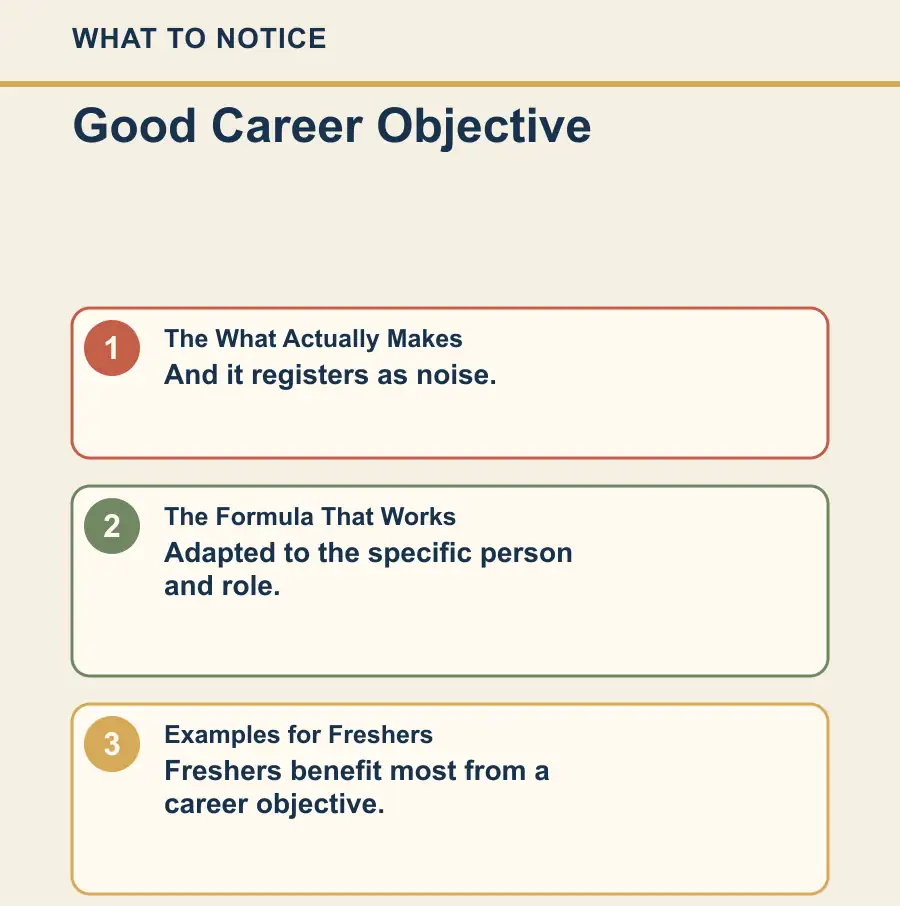 WHAT TO NOTICE
Good Career Objective
1
The What Actually Makes
And it registers as noise.
2
The Formula That Works
Adapted to the specific person
and role.
3
Examples for Freshers
Freshers benefit most from a
career objective.